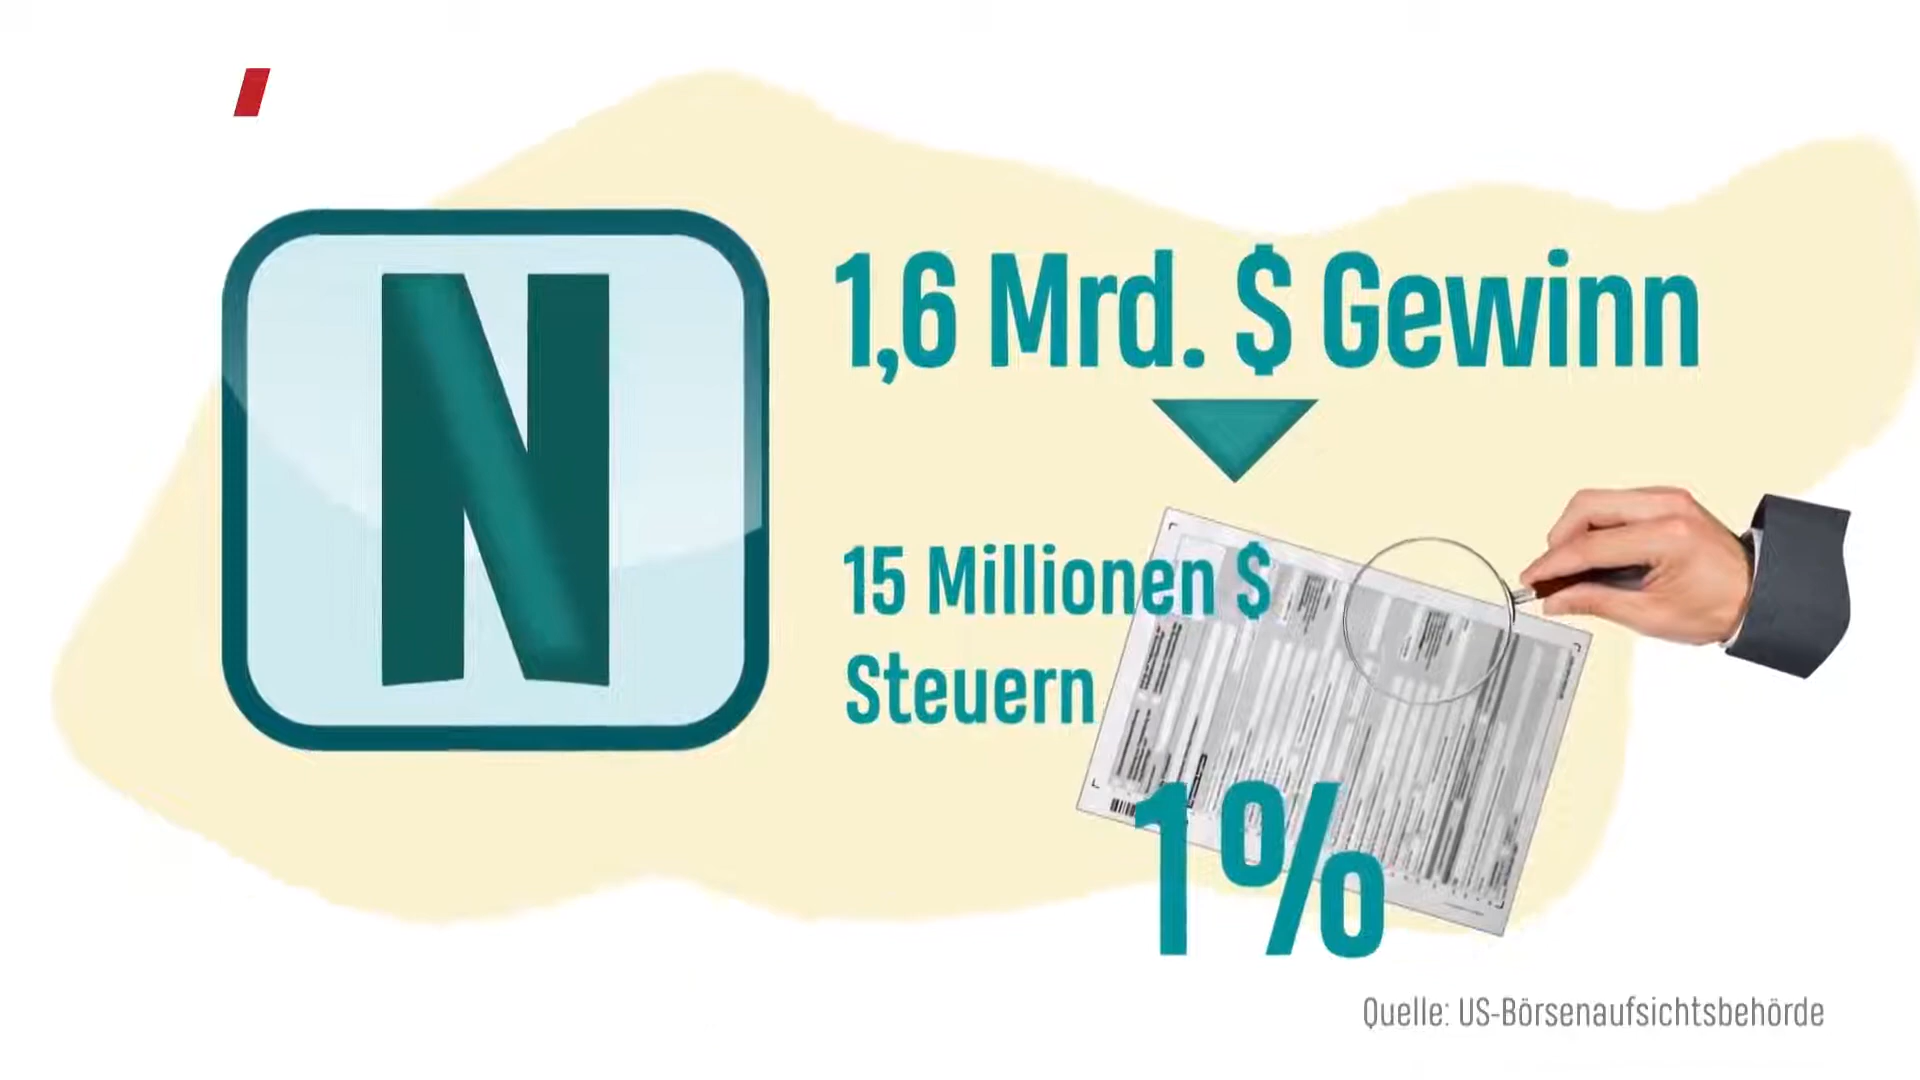 N
1,6 Mrd. $ Gewinn
15 Millionen $
Steuern
1%
Quelle: US-Börsenaufsichtsbehörde